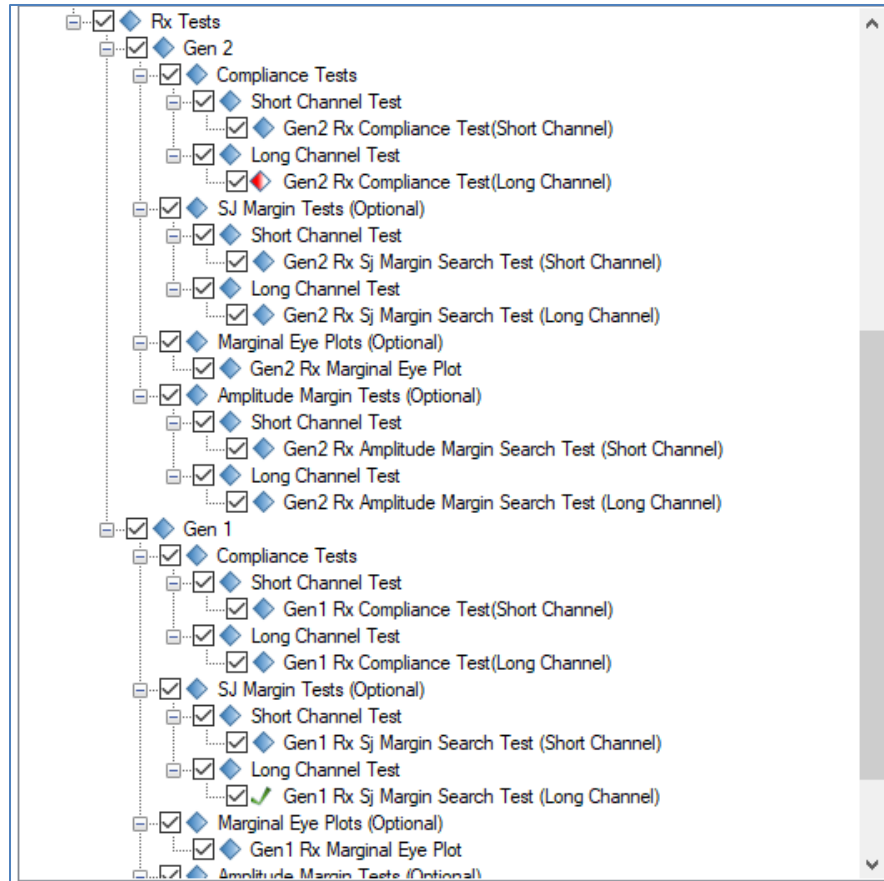 Rx Tests
Gen 2
Compliance Tests
Short Channel Test
Gen2 Rx Compliance Test(Short Channel)
Long Channel Test
Gen2 Rx Compliance Test(Long Channel)
SJ Margin Tests (Optional)
Short Channel Test
Gen2 Rx Sj Margin Search Test (Short Channel)
Long Channel Test
Gen2 Rx Sj Margin Search Test (Long Channel)
Marginal Eye Plots (Optional)
Gen2 Rx Marginal Eye Plot
Amplitude Margin Tests (Optional)
Short Channel Test
Gen2 Rx Amplitude Margin Search Test (Short Channel)
Long Channel Test
Gen2 Rx Amplitude Margin Search Test (Long Channel)
Gen 1
Compliance Tests
Short Channel Test
Gen1 Rx Compliance Test(Short Channel)
Long Channel Test
Gen1 Rx Compliance Test(Long Channel)
SJ Margin Tests (Optional)
Short Channel Test
Gen1 Rx Sj Margin Search Test (Short Channel)
Long Channel Test
Gen1 Rx Sj Margin Search Test (Long Channel)
Marginal Eye Plots (Optional)
Gen1 Rx Marginal Eye Plot
Amplitude Margin Tests (Optional)